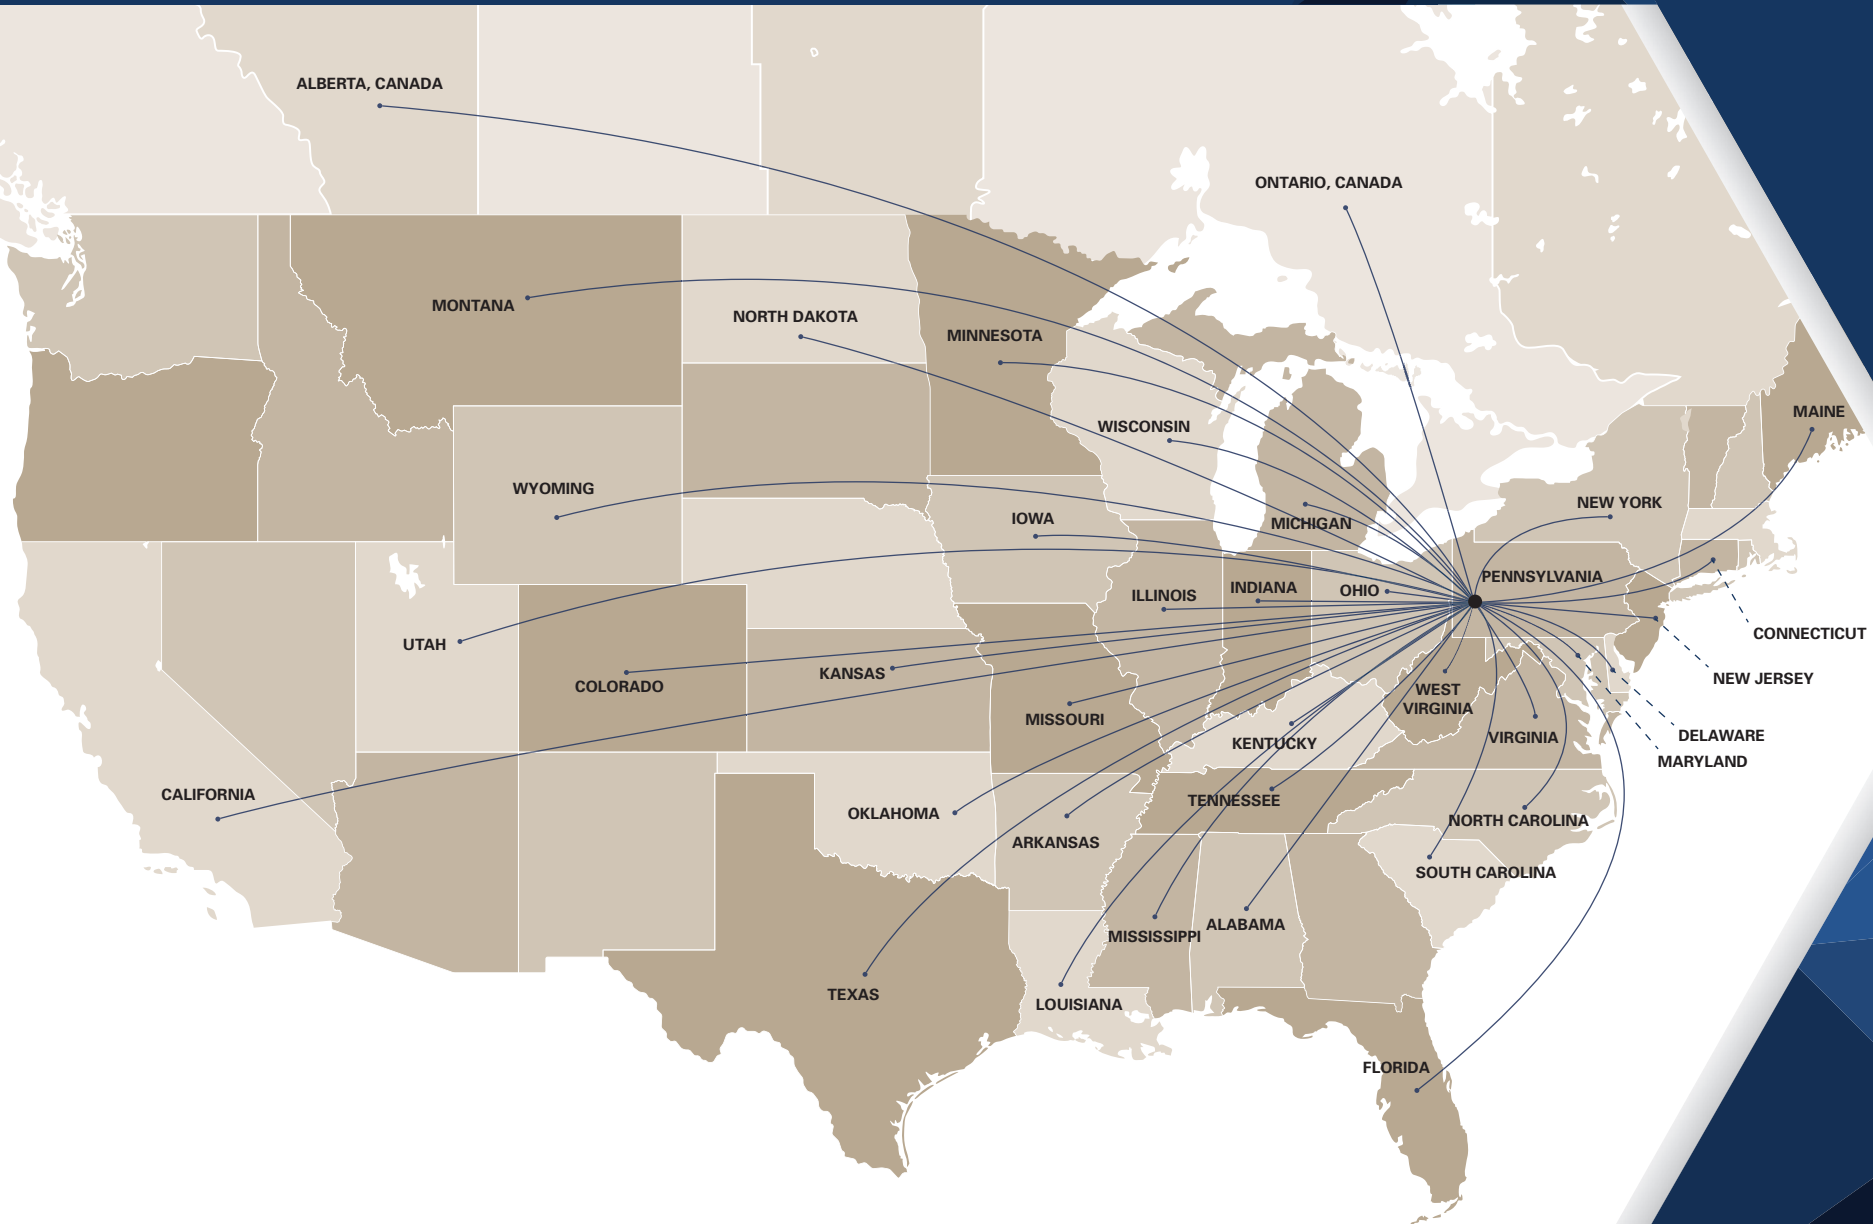 ALBERTA, CANADA
ONTARIO, CANADA
MONTANA
NORTH DAKOTA
MINNESOTA
MAINE
WISCONSIN
WYOMING
NEW YORK
IOWA
MICHIGAN
PENNSYLVANIA
INDIANA
OHIO
ILLINOIS
CONNECTICUT
UTAH
KANSAS
NEW JERSEY
COLORADO
WEST
VIRGINIA
MISSOURI
DELAWARE
VIRGINIA
KENTUCKY
MARYLAND
CALIFORNIA
TENNESSEE
OKLAHOMA
NORTH CAROLINA
ARKANSAS
SOUTH CAROLINA
ALABAMA
MISSISSIPPI
TEXAS
LOUISIANA
FLORIDA